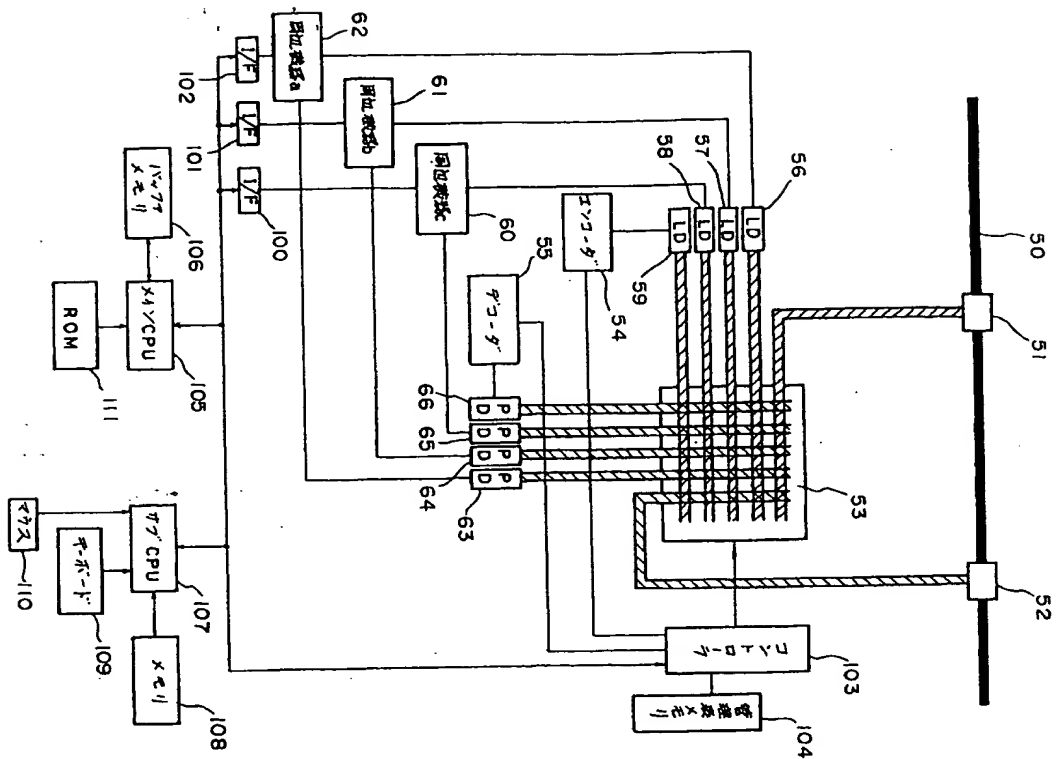 62
周辺機器a
I/F
102
61
周辺機器b
I/F
101
周辺機器c
60
I/F
100
バッファメモリ
106
メインCPU
105
ROM
111
エンコーダ
54
デコーダ
55
LD
56
LD
57
LD
58
LD
59
50
51
52
53
PD
66
PD
65
PD
64
PD
63
コントローラ
103
管理表メモリ
104
サブCPU
107
メモリ
108
キーボード
109
マウス
110